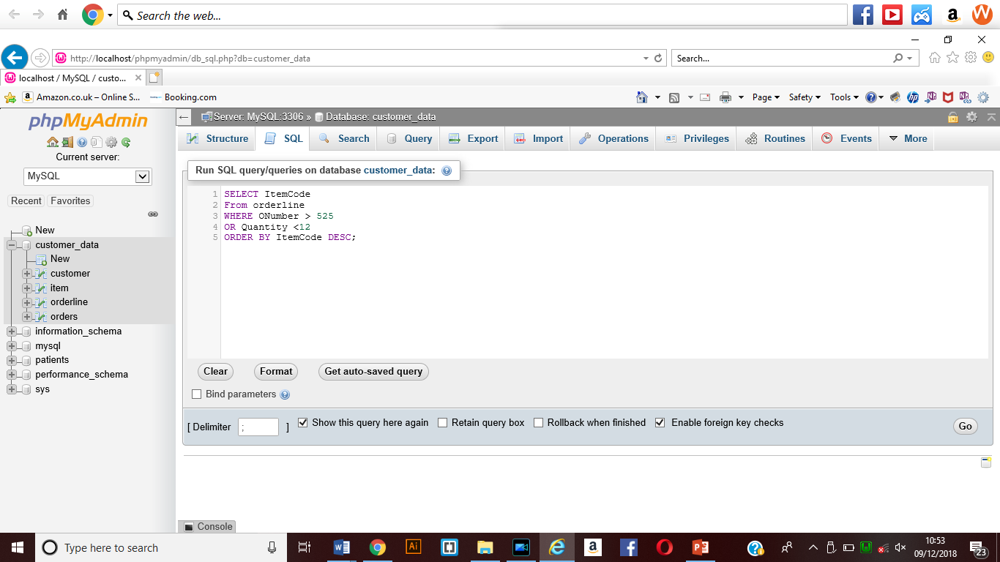 Search the web...
http://localhost/phpmyadmin/db_sql.php?db=customer_data
Search...
localhost / MySQL / custo...
Amazon.co.uk – Online S...
Booking.com
Page
Safety
Tools
phpMyAdmin
Current server:
MySQL
Recent
Favorites
New
customer_data
New
customer
item
orderline
orders
information_schema
mysql
patients
performance_schema
sys
Server: MySQL:3306 » Database: customer_data
Structure
SQL
Search
Query
Export
Import
Operations
Privileges
Routines
Events
More
Run SQL query/queries on database customer_data:
1 SELECT ItemCode
2 From orderline
3 WHERE ONumber > 525
4 OR Quantity <12
5 ORDER BY ItemCode DESC;
Clear
Format
Get auto-saved query
Bind parameters
[ Delimiter ; ]
Show this query here again
Retain query box
Rollback when finished
Enable foreign key checks
Go
Console
Type here to search
10:53
09/12/2018
23